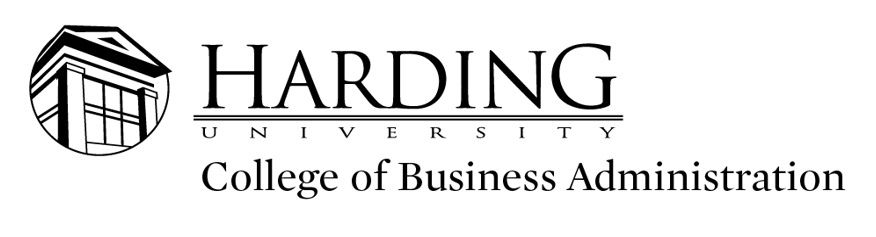 HARDING
UNIVERSITY
College of Business Administration